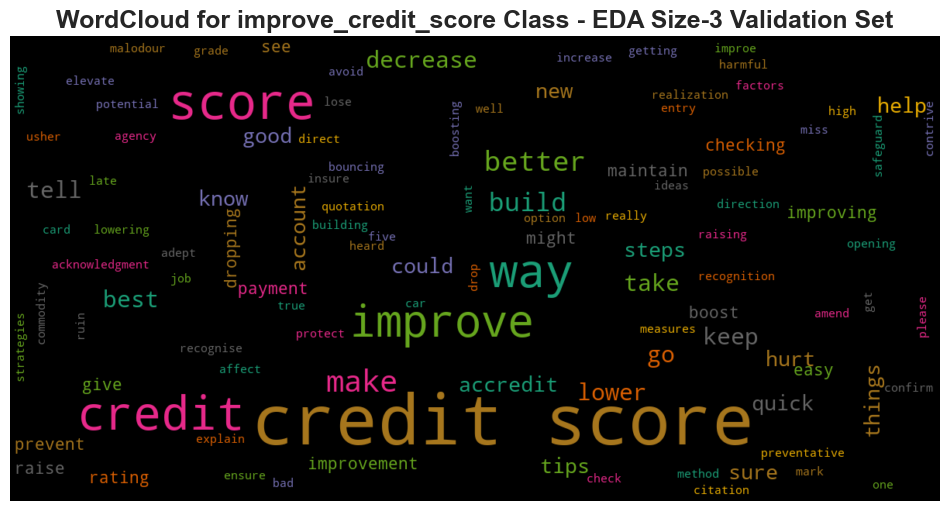 WordCloud for improve_credit_score Class - EDA Size-3 Validation Set
malodour grade see decrease increase getting improe harmful
showing elevate potential score avoid lose new realization entry factors high help
usher agency good direct boosting well checking miss safeguard contrive
tell late know account bouncing insure want better maintain ideas possible
card lowering dropping quotation building five heard build option low really might direction improving
acknowledgment adept job could way steps raising opening
commodity best payment true car drop take recognition get
strategies ruin protect improve measures boost keep amend please
recognise affect go hurt easy
give make accredit lower quick things confirm
credit credit score
prevent explain
raise rating ensure bad improvement tips check method sure preventative mark
citation one